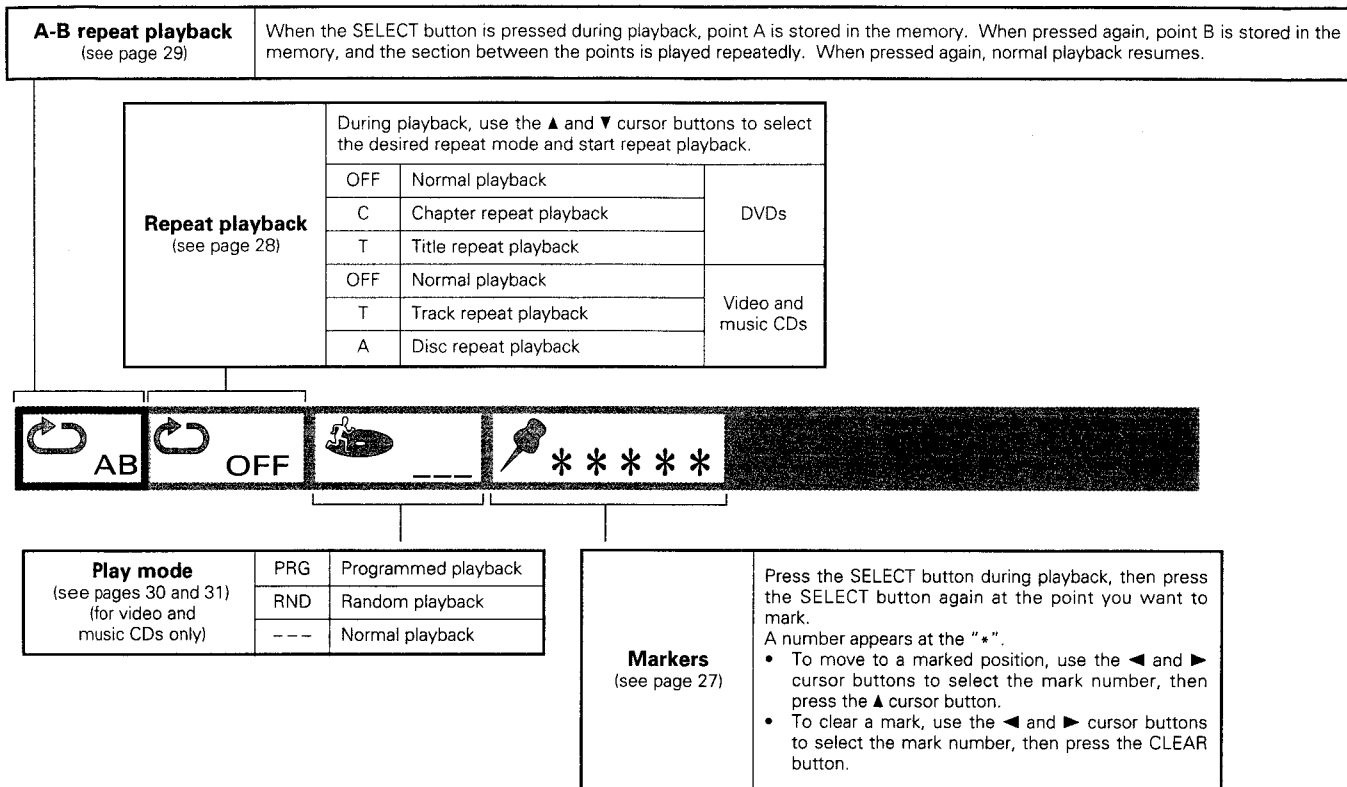 A-B repeat playback
(see page 29)
When the SELECT button is pressed during playback, point A is stored in the memory. When pressed again, point B is stored in the
memory, and the section between the points is played repeatedly. When pressed again, normal playback resumes.
Repeat playback
(see page 28)
During playback, use the ▲ and ▼ cursor buttons to select
the desired repeat mode and start repeat playback.
OFF Normal playback
C Chapter repeat playback
T Title repeat playback
DVDs
OFF Normal playback
T Track repeat playback
A Disc repeat playback
Video and
music CDs
AB
OFF
_ _ _
* * * * *
Play mode
(see pages 30 and 31)
(for video and
music CDs only)
PRG Programmed playback
RND Random playback
--- Normal playback
Markers
(see page 27)
Press the SELECT button during playback, then press
the SELECT button again at the point you want to
mark.
A number appears at the "*".
• To move to a marked position, use the ◄ and ►
cursor buttons to select the mark number, then
press the ▲ cursor button.
• To clear a mark, use the ◄ and ► cursor buttons
to select the mark number, then press the CLEAR
button.